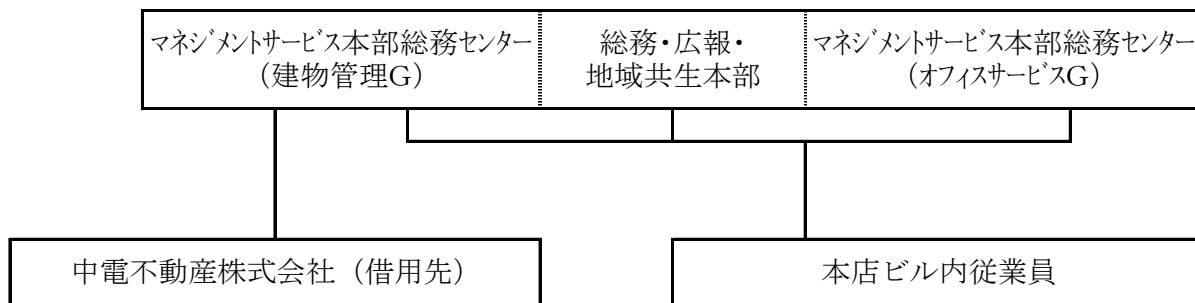 マネジメントサービス本部総務センター
(建物管理G)
総務・広報・
地域共生本部
マネジメントサービス本部総務センター
(オフィスサービスG)
中電不動産株式会社 (借用先)
本店ビル内従業員